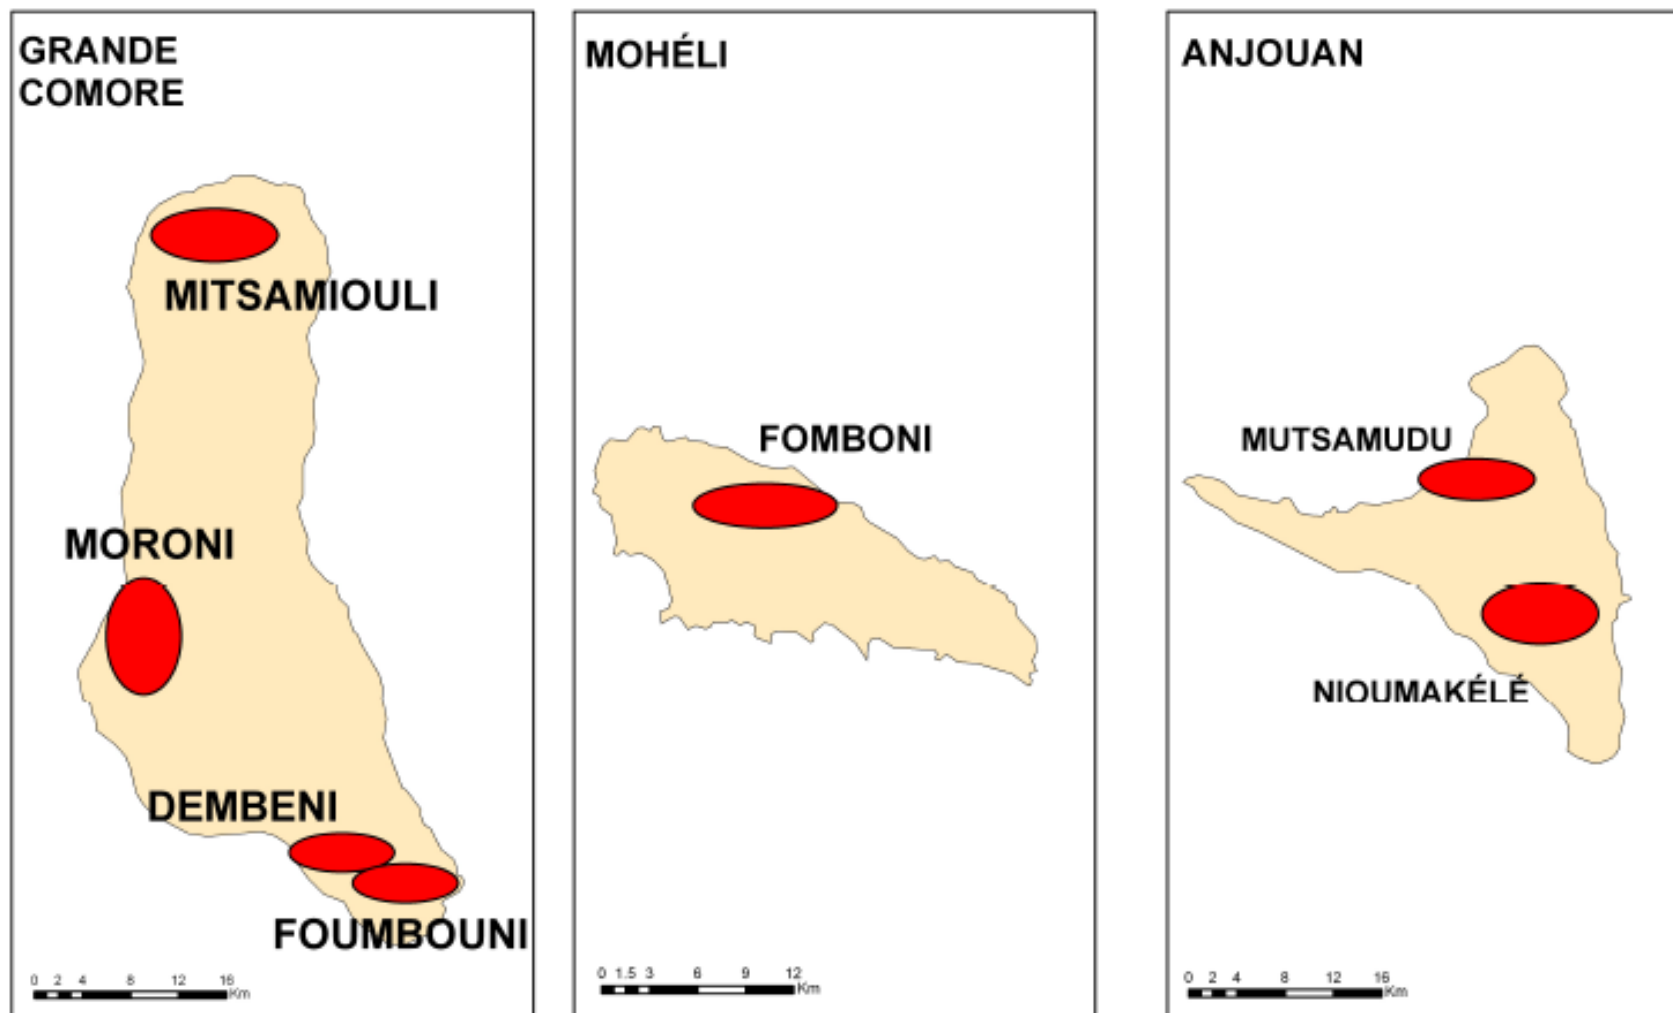 GRANDE
COMORE
MITSAMIOULI
MORONI
DEMBENI
FOUMBOUNI
0 2 4 8 12 16
Km
MOHÉLI
FOMBONI
0 1.5 3 6 9 12
Km
ANJOUAN
MUTSAMUDU
NIOUMAKÉLÉ
0 2 4 8 12 16
Km